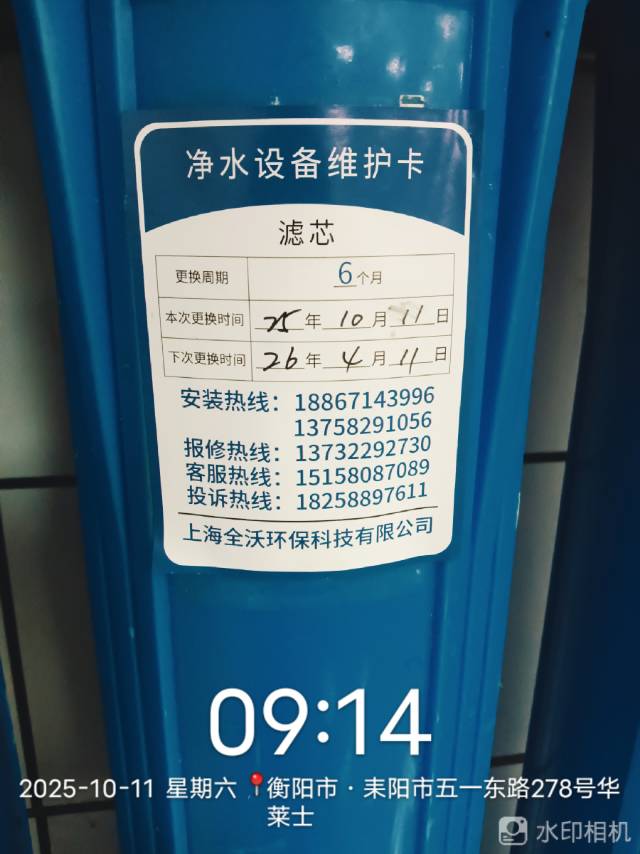 净水设备维护卡
滤芯
更换周期 6个月
本次更换时间 25年 10月 11日
下次更换时间 26年 4月 11日
安装热线：18867143996
13758291056
报修热线：13732292730
客服热线：15158087089
投诉热线：18258897611
上海全沃环保科技有限公司
09:14
2025-10-11 星期六 衡阳市·耒阳市五一东路278号华
莱士
水印相机